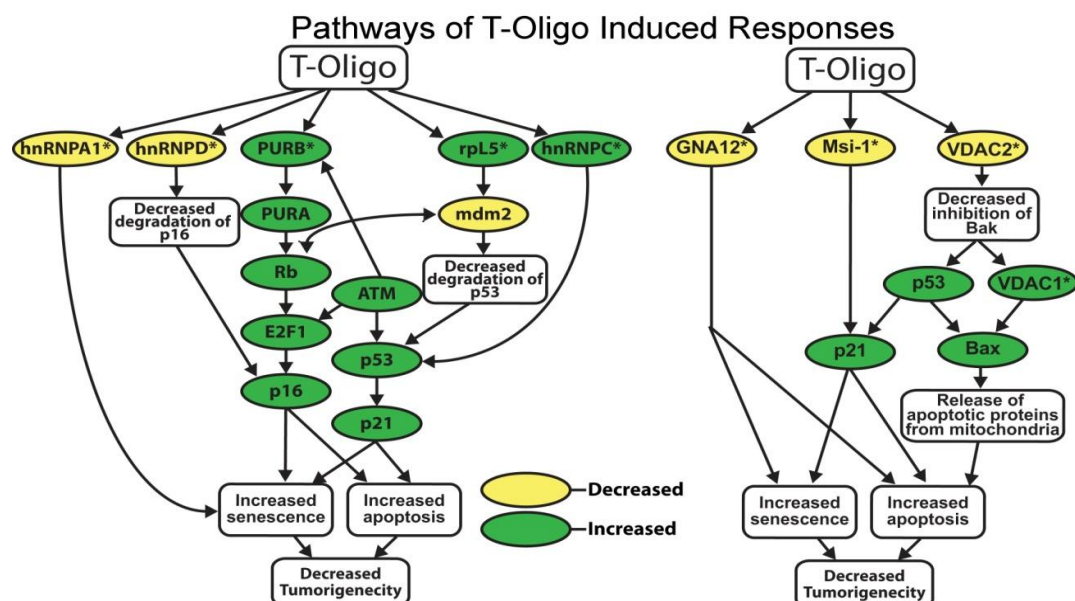 Pathways of T-Oligo Induced Responses
T-Oligo
hnRNPA1*
hnRNPD*
PURB*
rpL5*
hnRNPC*
Decreased
degradation of
p16
PURA
mdm2
Rb
Decreased
degradation of
p53
ATM
E2F1
p53
p16
p21
Increased
senescence
Increased
apoptosis
Decreased
Tumorigenecity
Decreased
Increased
T-Oligo
GNA12*
Msi-1*
VDAC2*
Decreased
inhibition of
Bak
p53
VDAC1*
p21
Bax
Release of
apoptotic proteins
from mitochondria
Increased
senescence
Increased
apoptosis
Decreased
Tumorigenecity